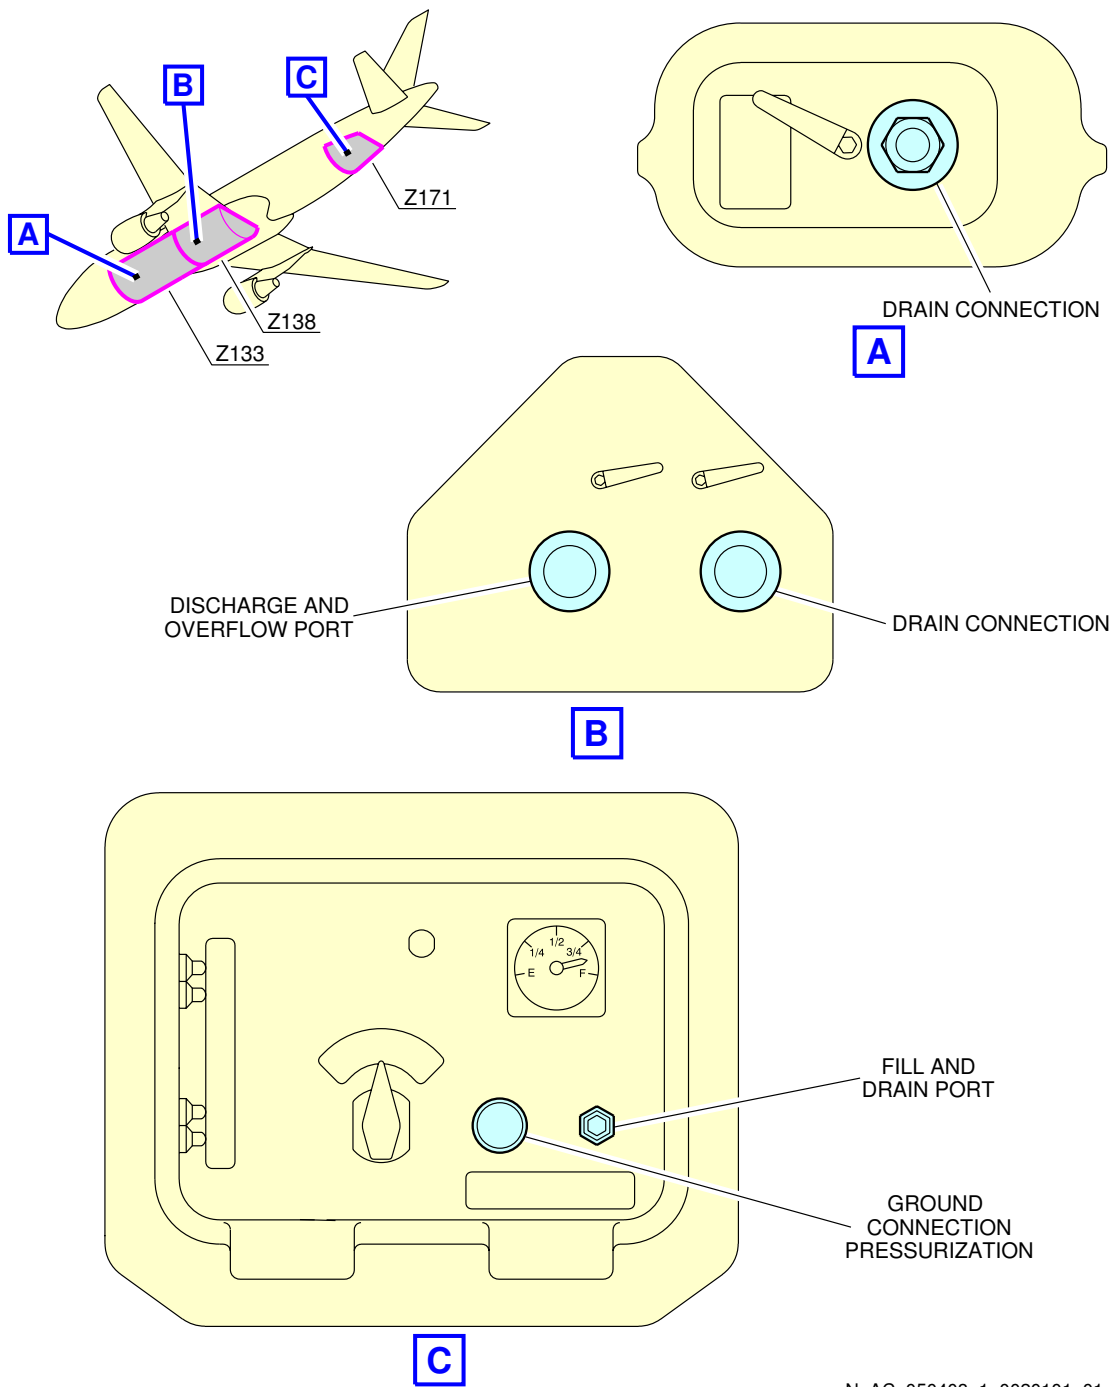 B
C
A
Z171
Z138
Z133
DRAIN CONNECTION
A
DISCHARGE AND
OVERFLOW PORT
DRAIN CONNECTION
B
1/2
1/4
3/4
E
F
FILL AND
DRAIN PORT
GROUND
CONNECTION
PRESSURIZATION
C